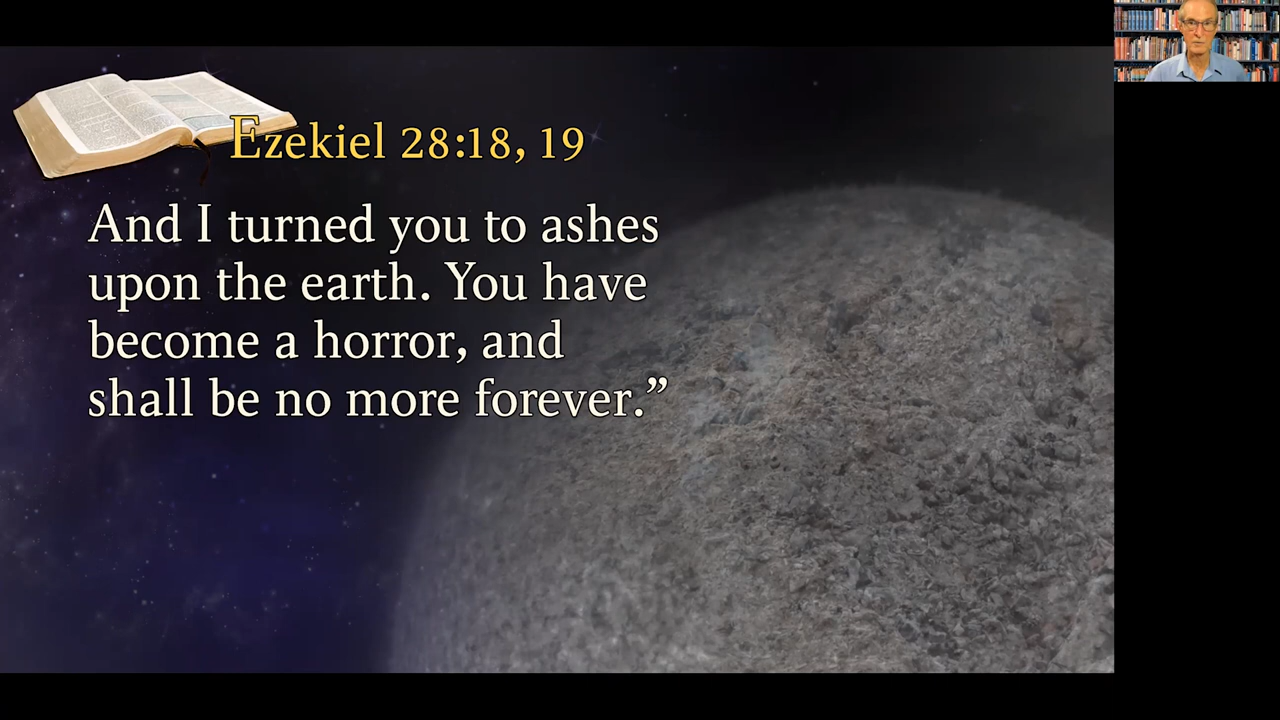 Ezekiel 28:18, 19
And I turned you to ashes
upon the earth. You have
become a horror, and
shall be no more forever.”